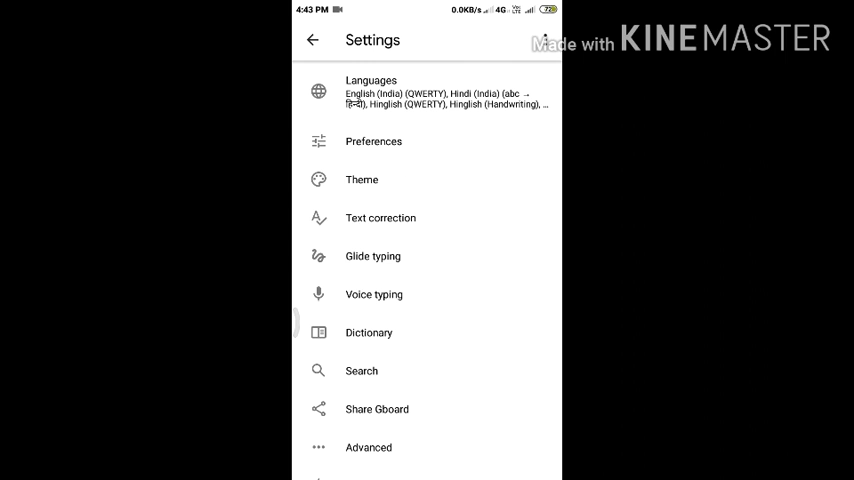 4:43 PM 0.0KB/s 4G 72
Settings
Made with KINEMASTER
Languages
English (India) (QWERTY), Hindi (India) (abc →
हिन्दी), Hinglish (QWERTY), Hinglish (Handwriting), ...
Preferences
Theme
Text correction
Glide typing
Voice typing
Dictionary
Search
Share Gboard
Advanced